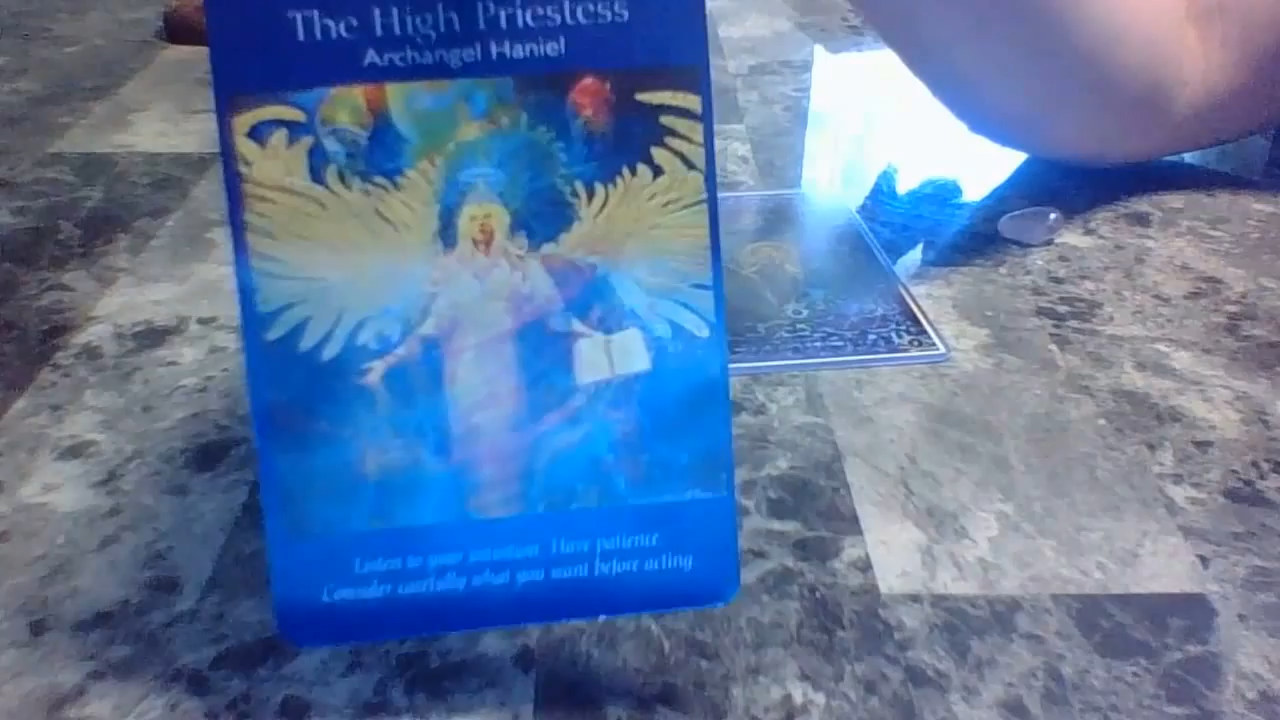 The High Priestess
Archangel Haniel
Listen to your intuition. Have patience.
Consider carefully what you want before acting